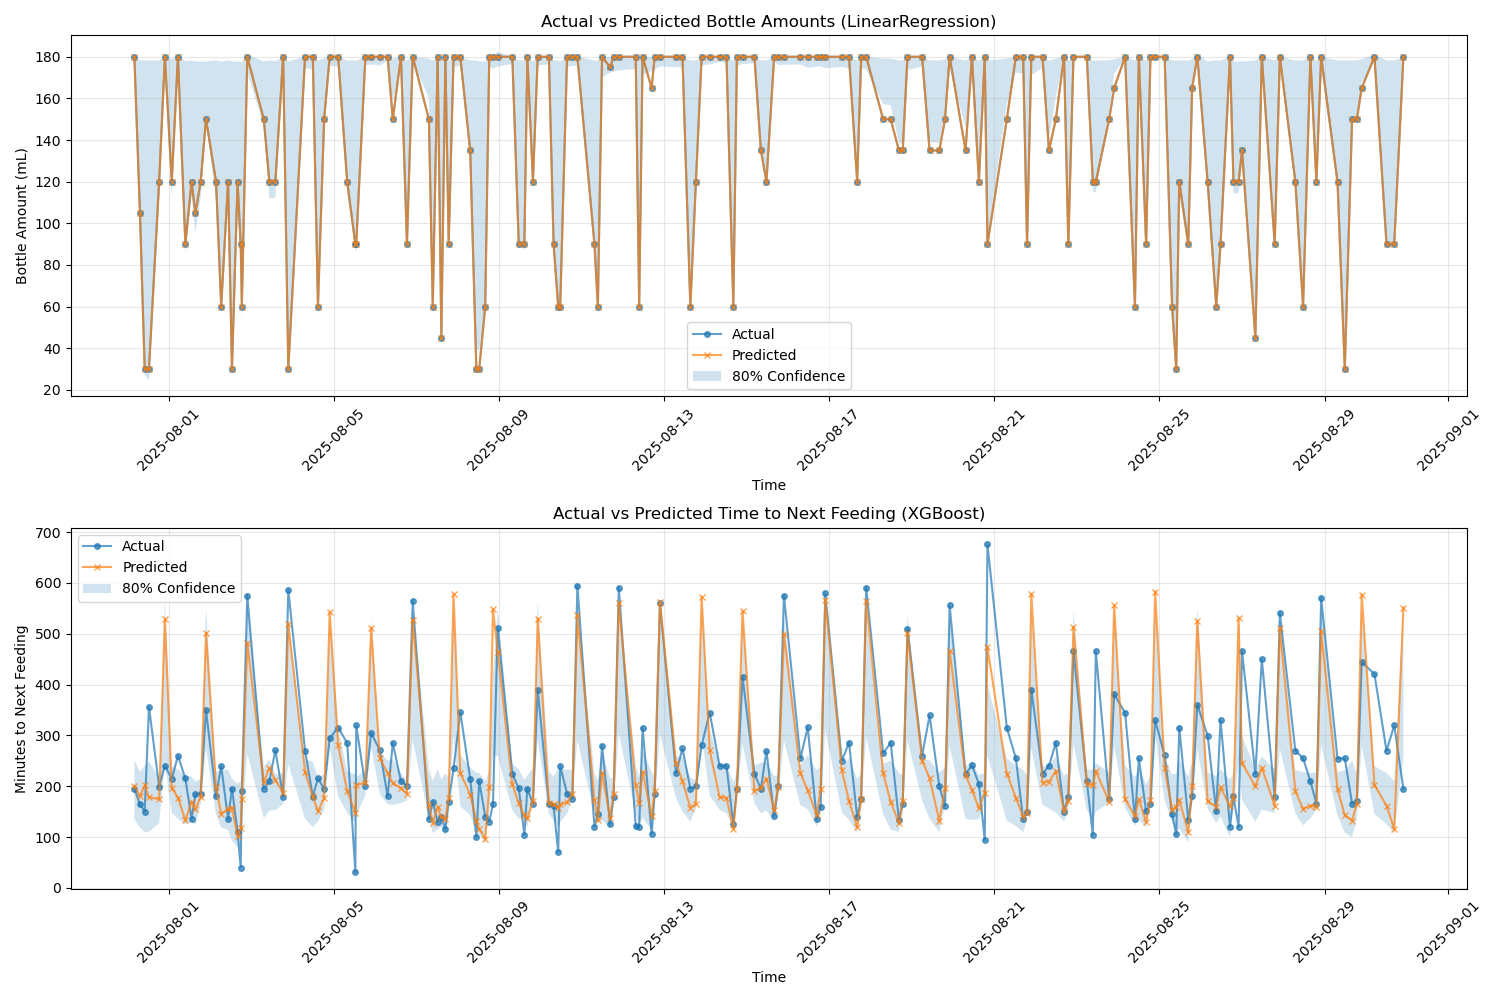 Actual vs Predicted Bottle Amounts (LinearRegression)
Bottle Amount (mL)
180
160
140
120
100
80
60
40
20
Actual
Predicted
80% Confidence
2025-08-01
2025-08-05
2025-08-09
2025-08-13
2025-08-17
2025-08-21
2025-08-25
2025-08-29
2025-09-01
Time
Actual vs Predicted Time to Next Feeding (XGBoost)
Minutes to Next Feeding
700
600
500
400
300
200
100
0
Actual
Predicted
80% Confidence
2025-08-01
2025-08-05
2025-08-09
2025-08-13
2025-08-17
2025-08-21
2025-08-25
2025-08-29
2025-09-01
Time